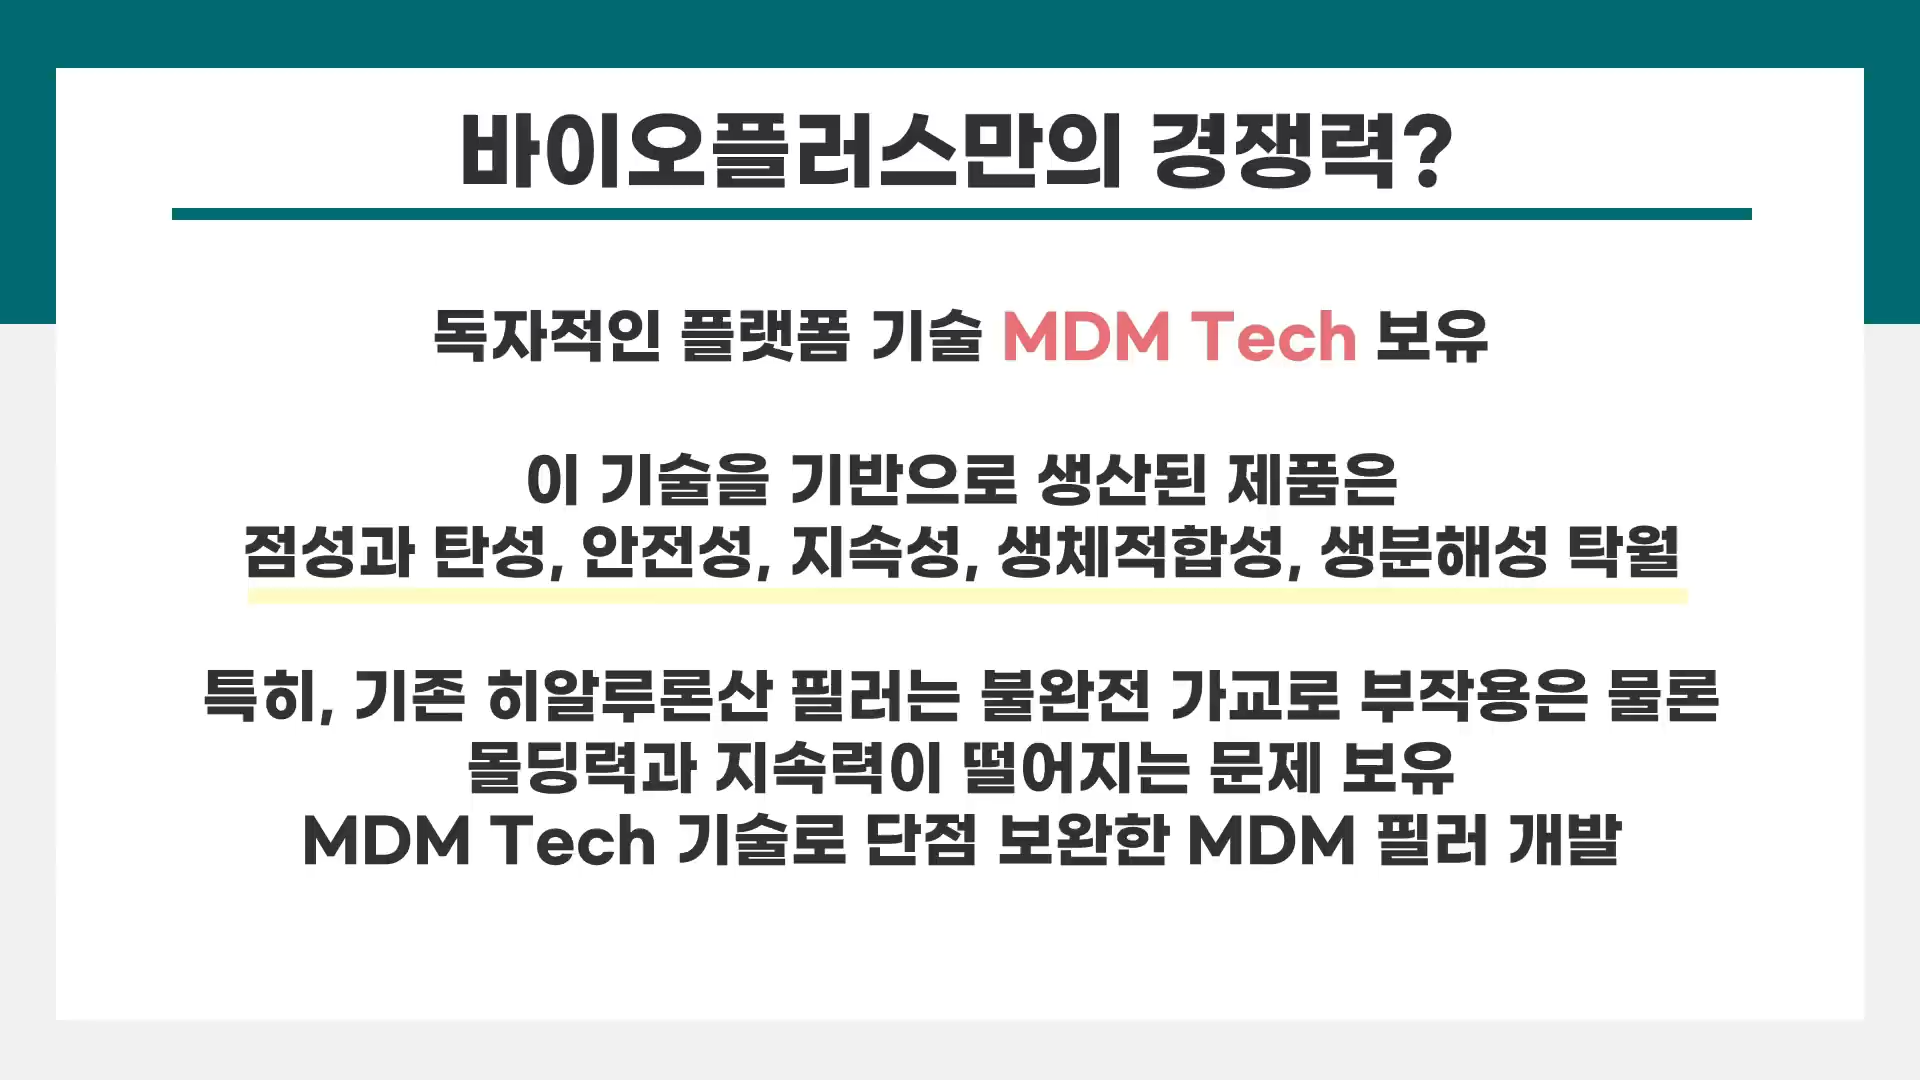 바이오플러스만의 경쟁력?
독자적인 플랫폼 기술 MDM Tech 보유
이 기술을 기반으로 생산된 제품은
점성과 탄성, 안전성, 지속성, 생체적합성, 생분해성 탁월
특히, 기존 히알루론산 필러는 불완전 가교로 부작용은 물론
몰딩력과 지속력이 떨어지는 문제 보유
MDM Tech 기술로 단점 보완한 MDM 필러 개발